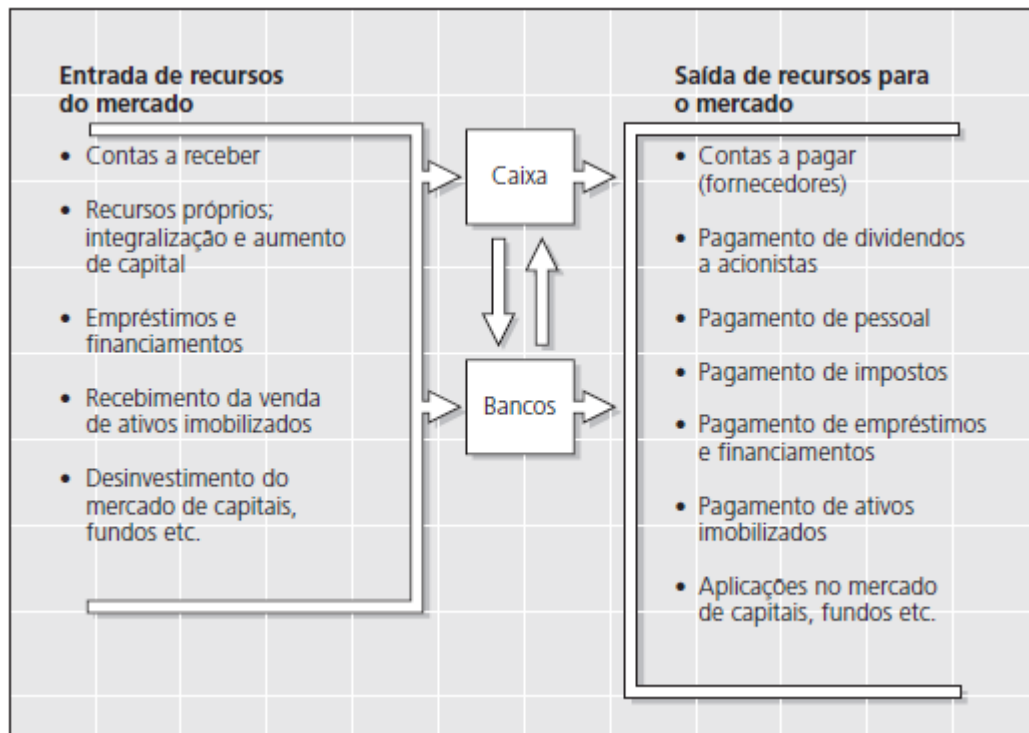 Entrada de recursos
do mercado
• Contas a receber
• Recursos próprios;
integralização e aumento
de capital
• Empréstimos e
financiamentos
• Recebimento da venda
de ativos imobilizados
• Desinvestimento do
mercado de capitais,
fundos etc.
Caixa
Bancos
Saída de recursos para
o mercado
• Contas a pagar
(fornecedores)
• Pagamento de dividendos
a acionistas
• Pagamento de pessoal
• Pagamento de impostos
• Pagamento de empréstimos
e financiamentos
• Pagamento de ativos
imobilizados
• Aplicações no mercado
de capitais, fundos etc.